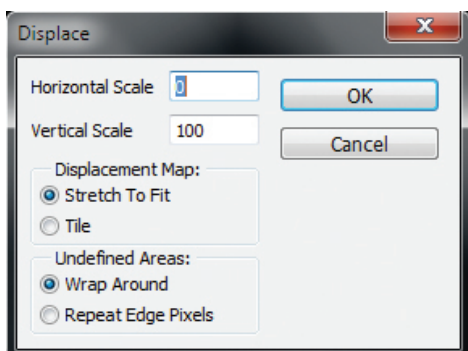 Displace
Horizontal Scale 0
OK
Vertical Scale 100
Cancel
Displacement Map:
Stretch To Fit
Tile
Undefined Areas:
Wrap Around
Repeat Edge Pixels